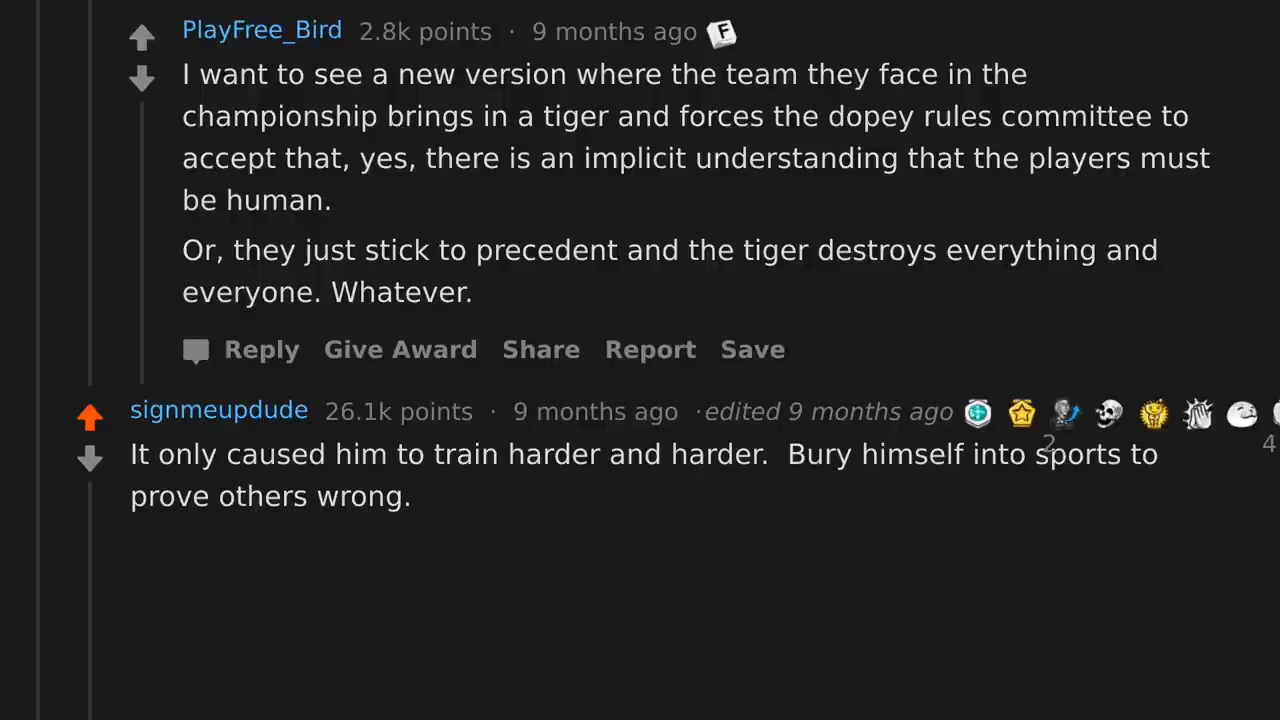 PlayFree_Bird 2.8k points · 9 months ago F
I want to see a new version where the team they face in the
championship brings in a tiger and forces the dopey rules committee to
accept that, yes, there is an implicit understanding that the players must
be human.
Or, they just stick to precedent and the tiger destroys everything and
everyone. Whatever.
Reply Give Award Share Report Save
signmeupdude 26.1k points · 9 months ago ·edited 9 months ago
2 4
It only caused him to train harder and harder.  Bury himself into sports to
prove others wrong.